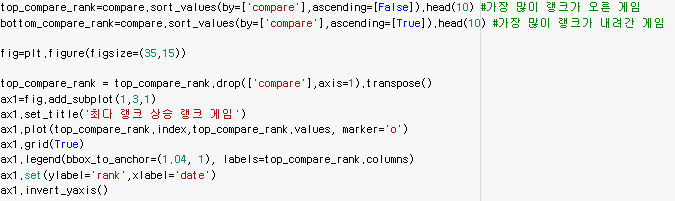 top_compare_rank=compare.sort_values(by=['compare'],ascending=[False]).head(10) #가장 많이 랭크가 오른 게임
bottom_compare_rank=compare.sort_values(by=['compare'],ascending=[True]).head(10) #가장 많이 랭크가 내려간 게임
fig=plt.figure(figsize=(35,15))
top_compare_rank = top_compare_rank.drop(['compare'],axis=1).transpose()
ax1=fig.add_subplot(1,3,1)
ax1.set_title('최다 랭크 상승 랭크 게임')
ax1.plot(top_compare_rank.index,top_compare_rank.values, marker='o')
ax1.grid(True)
ax1.legend(bbox_to_anchor=(1.04, 1), labels=top_compare_rank.columns)
ax1.set(ylabel='rank',xlabel='date')
ax1.invert_yaxis()